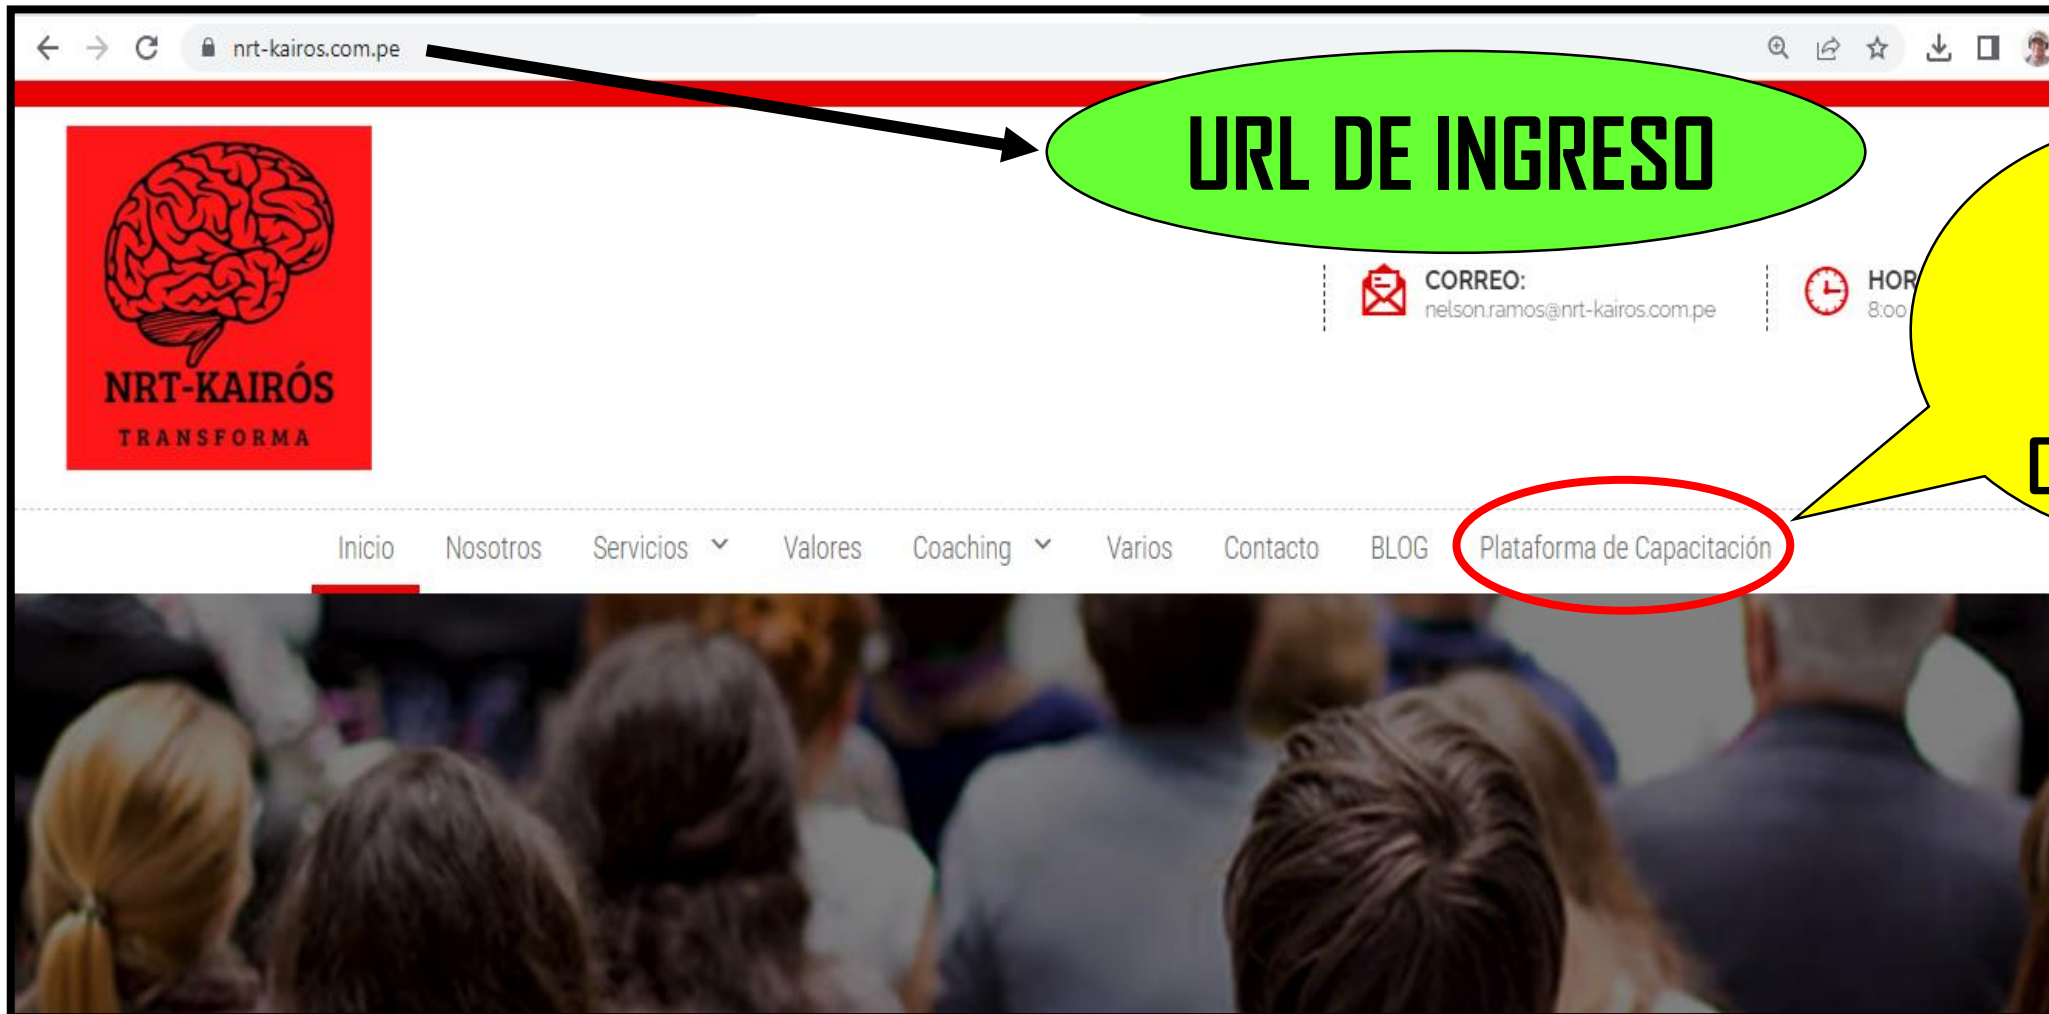 nrt-kairos.com.pe
URL DE INGRESO
NRT-KAIRÓS
TRANSFORMA
CORREO:
nelson.ramos@nrt-kairos.com.pe
HOR
8:00
Inicio Nosotros Servicios Valores Coaching Varios Contacto BLOG Plataforma de Capacitación